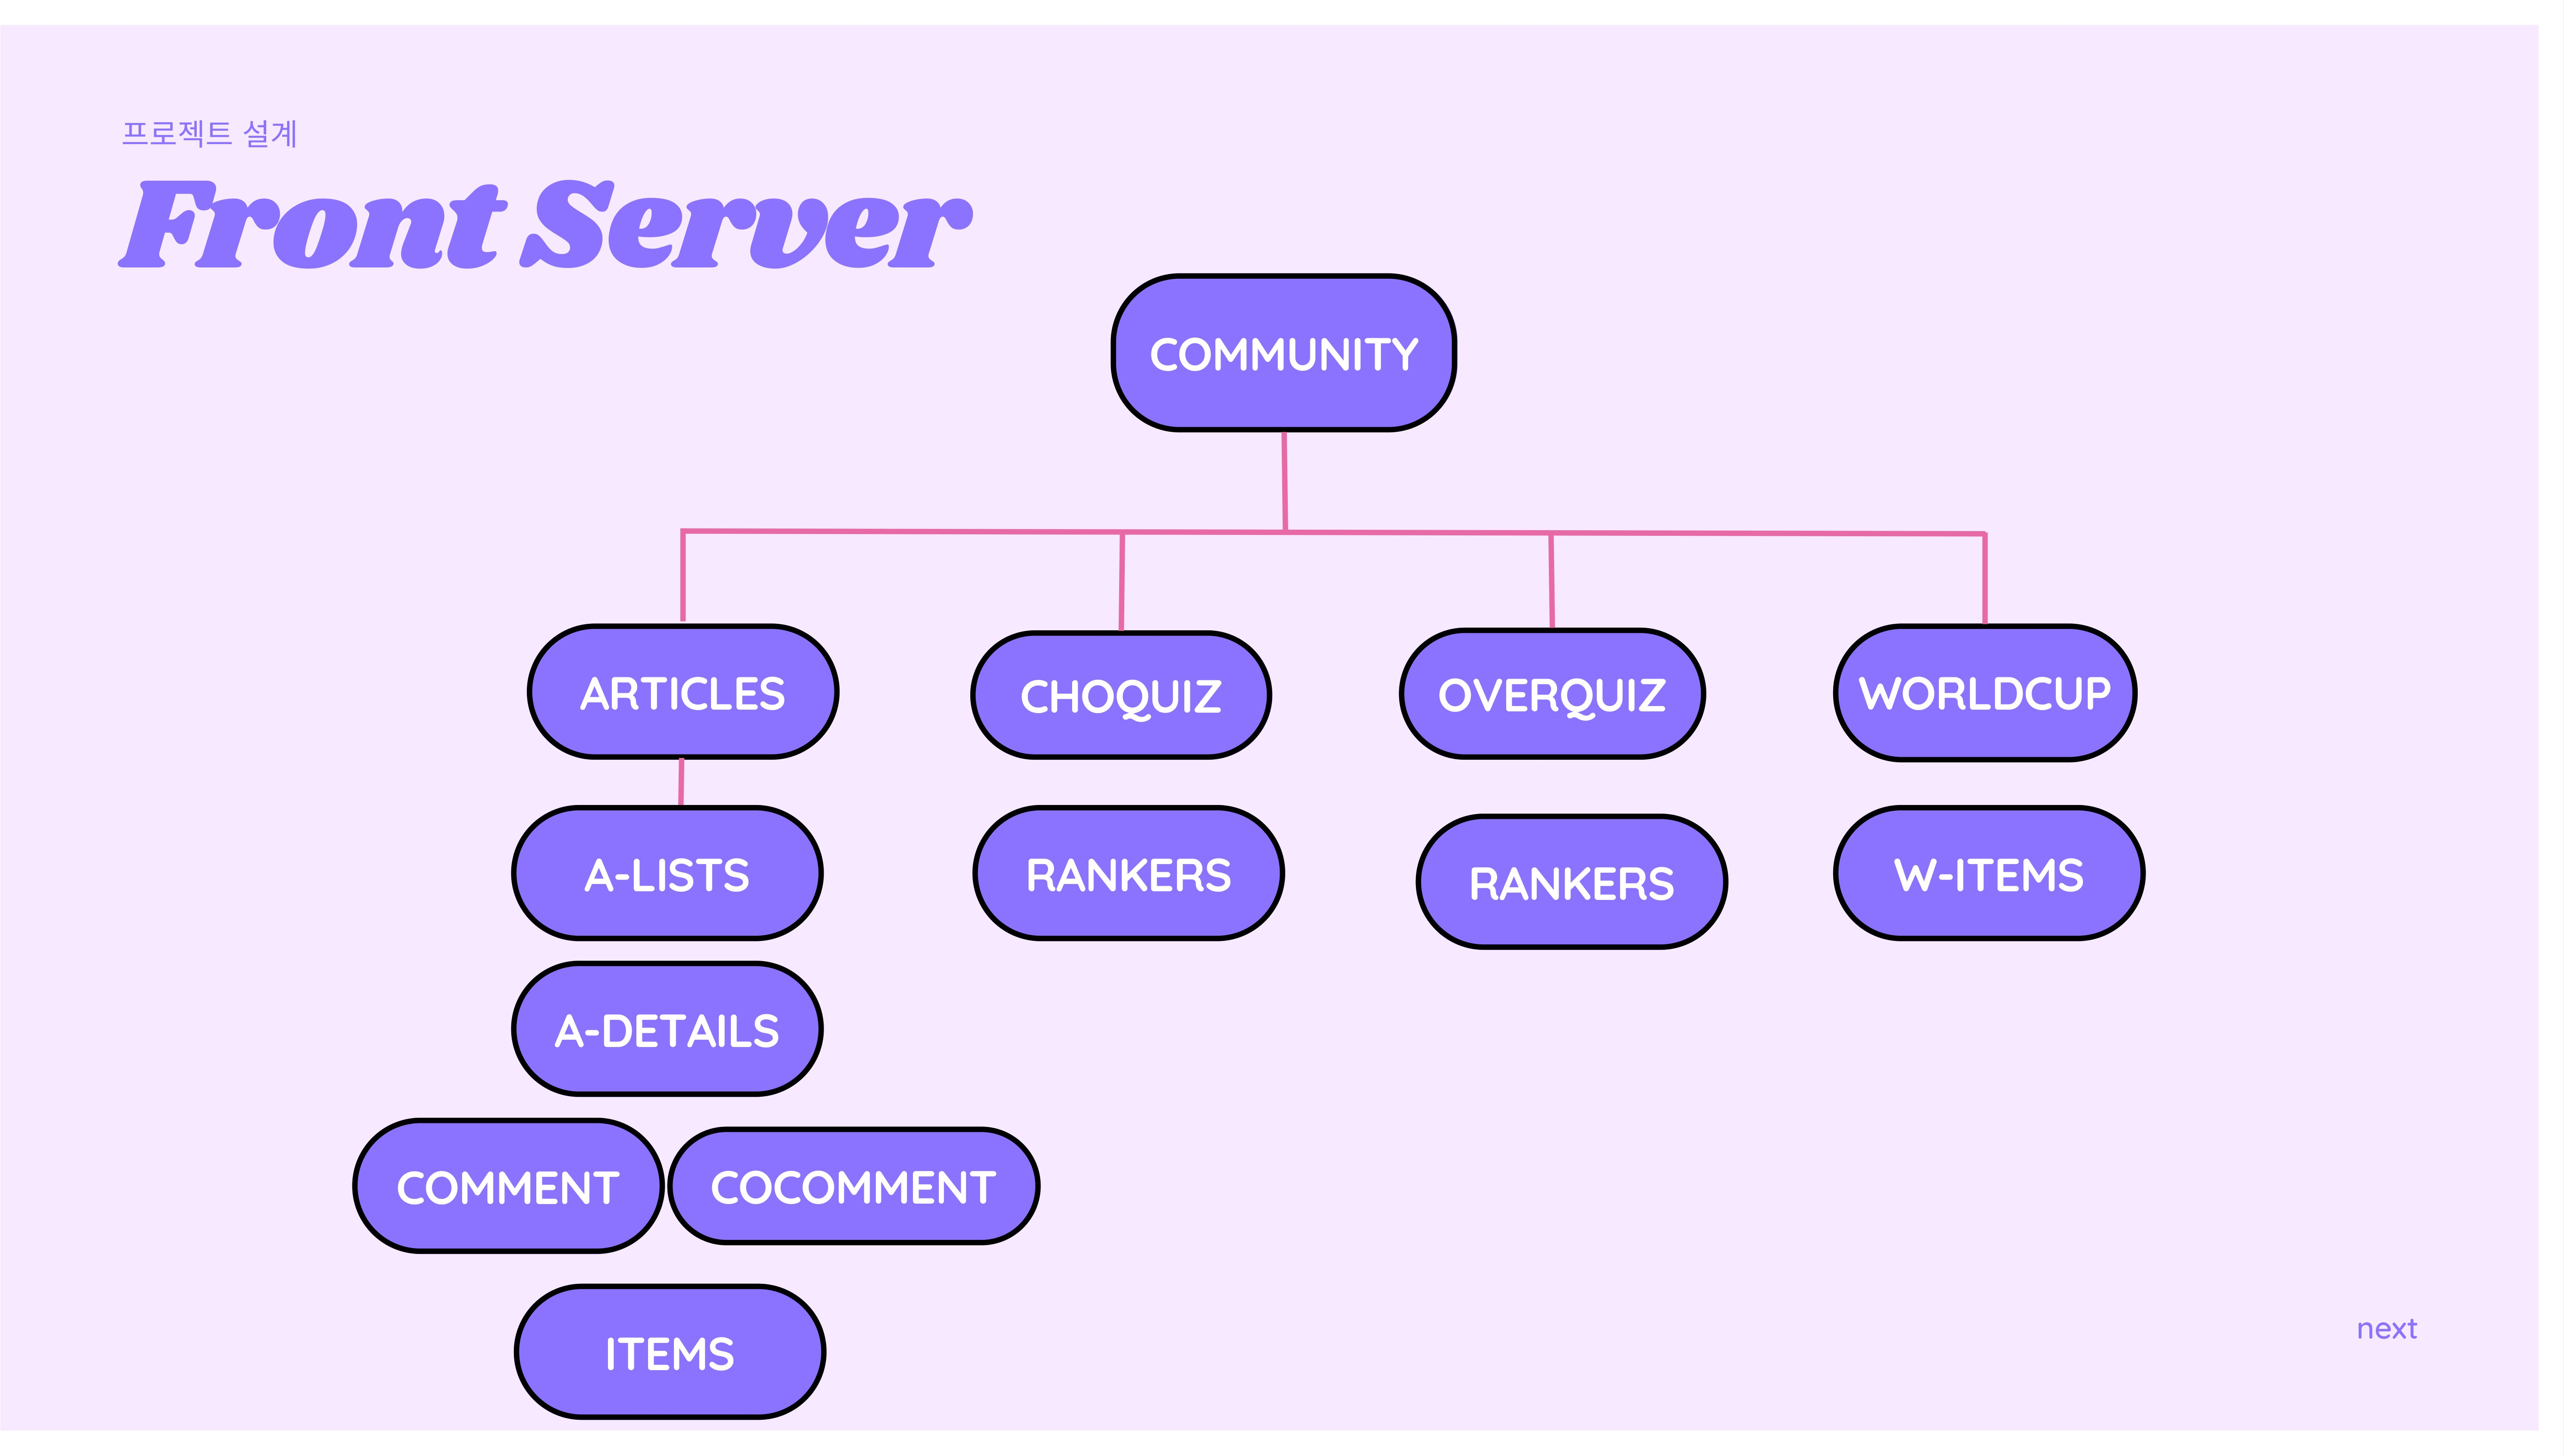 프로젝트 설계
Front Server
COMMUNITY
ARTICLES
CHOQUIZ
OVERQUIZ
WORLDCUP
A-LISTS
RANKERS
RANKERS
W-ITEMS
A-DETAILS
COMMENT
COCOMMENT
ITEMS
next